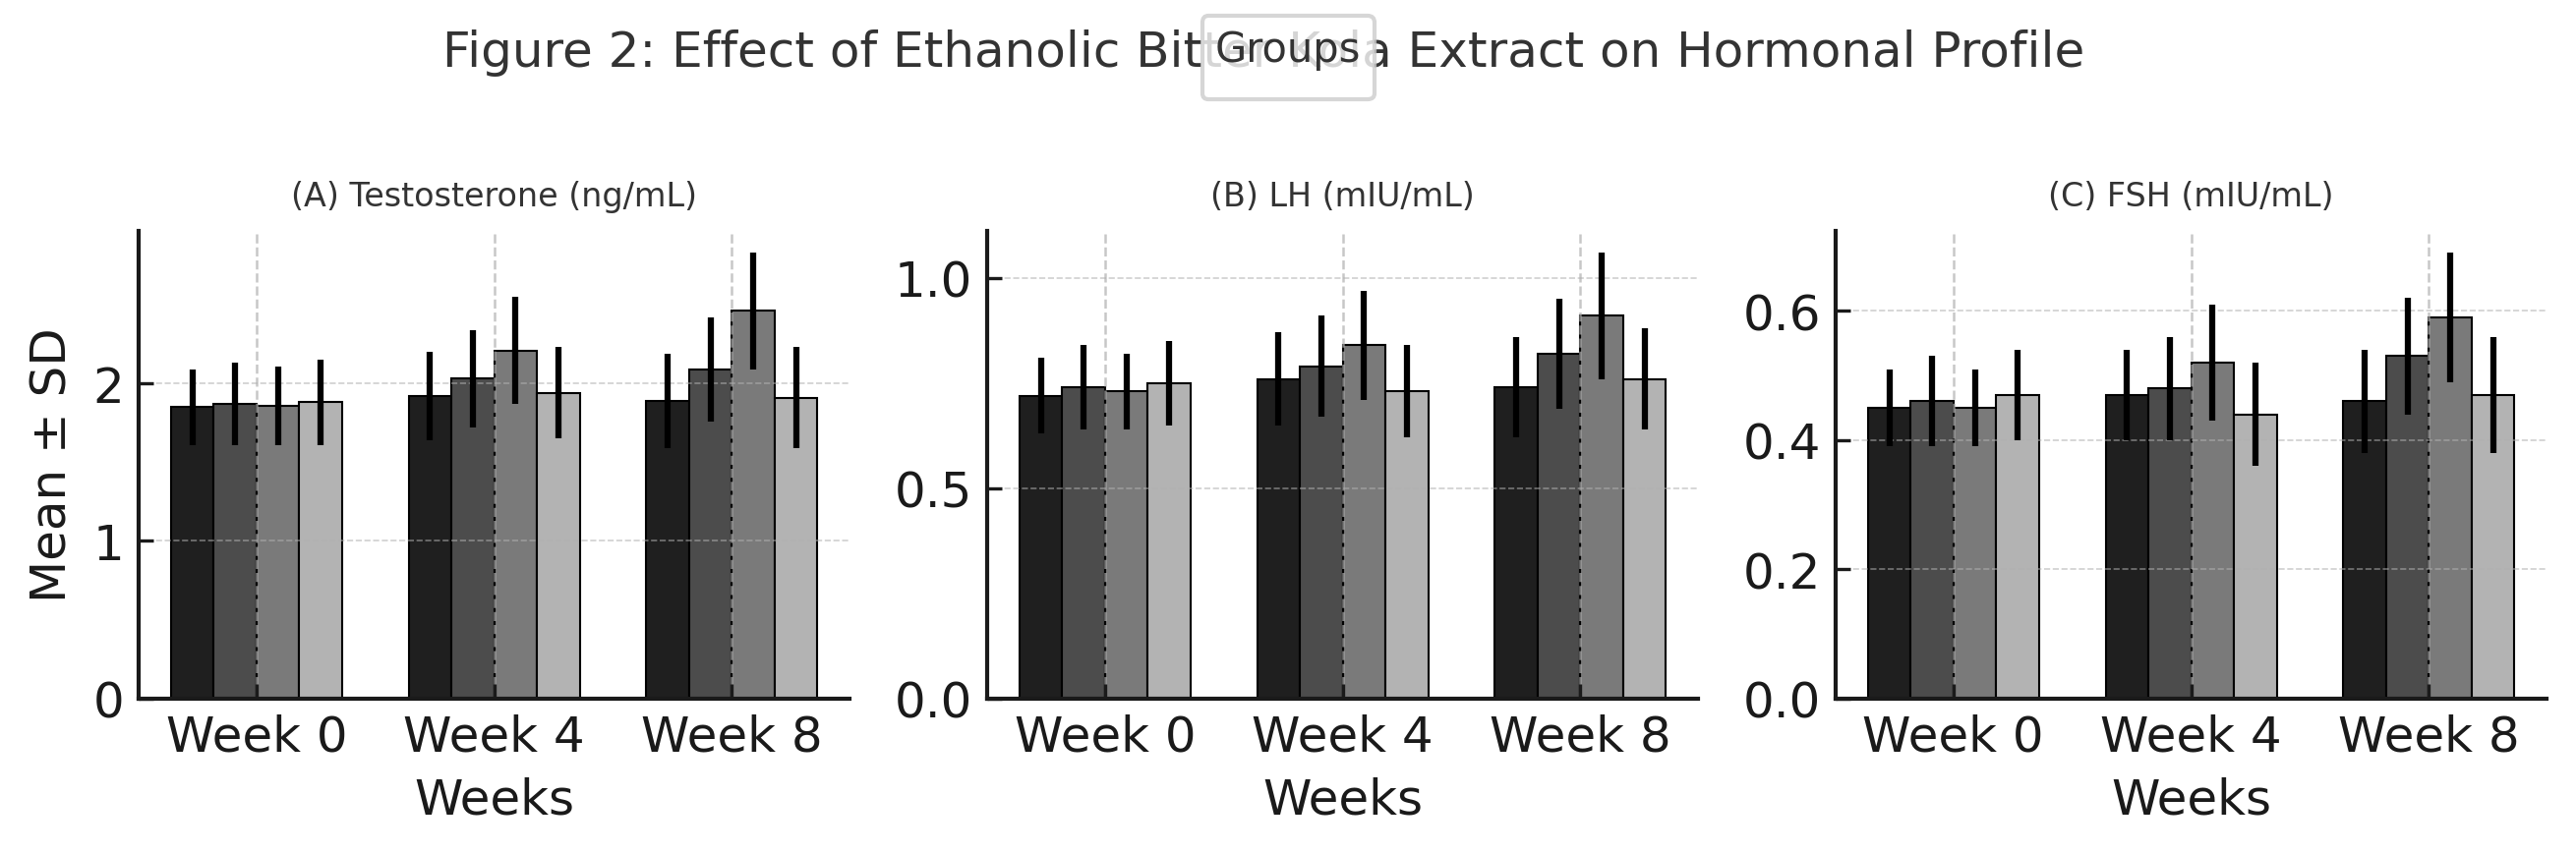 Figure 2: Effect of Ethanolic Bitter Kola Extract on Hormonal Profile
Groups
(A) Testosterone (ng/mL)
(B) LH (mIU/mL)
(C) FSH (mIU/mL)
Mean ± SD
2
1
0
Week 0 Week 4 Week 8
Weeks
1.0
0.5
0.0
Week 0 Week 4 Week 8
Weeks
0.6
0.4
0.2
0.0
Week 0 Week 4 Week 8
Weeks